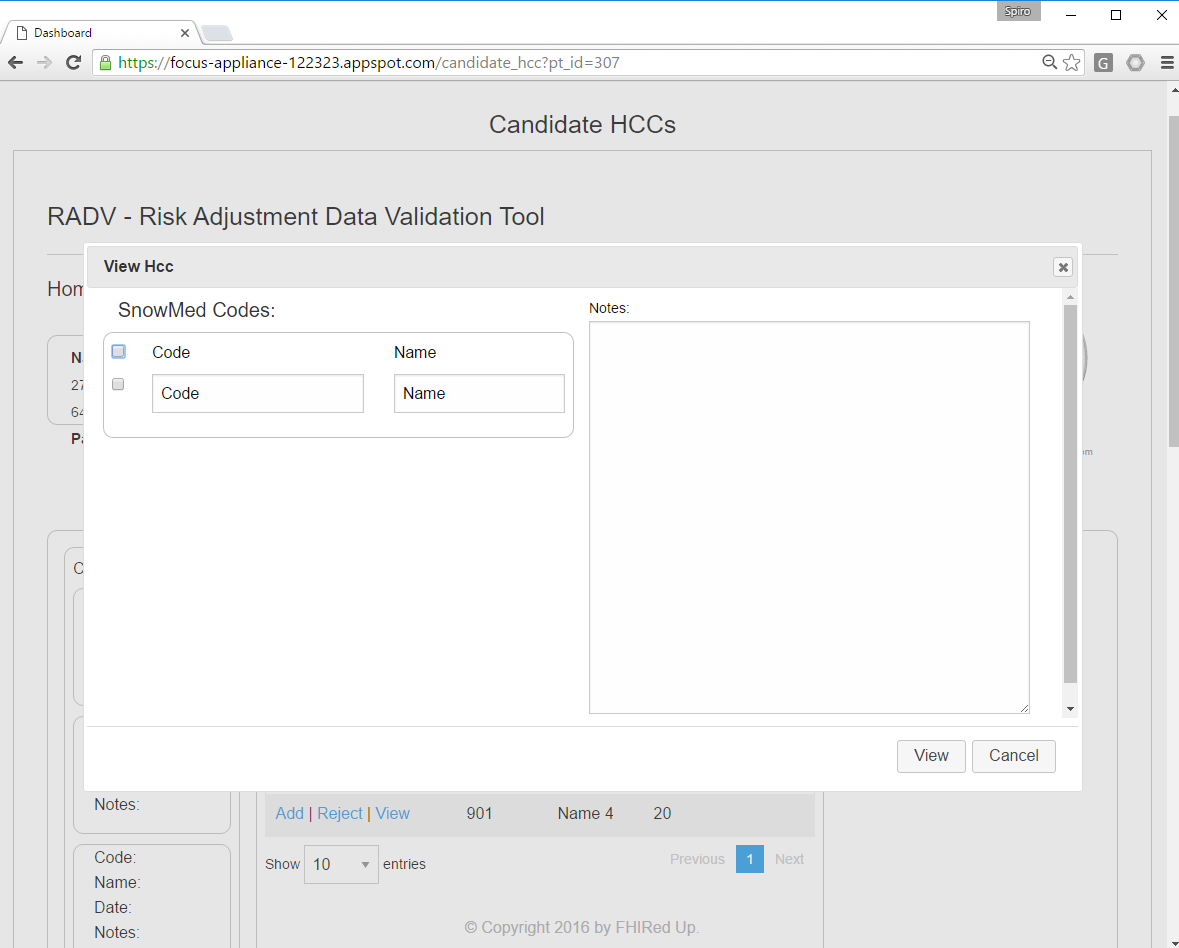 Spiro
Dashboard
https://focus-appliance-122323.appspot.com/candidate_hcc?pt_id=307
G
Candidate HCCs
RADV - Risk Adjustment Data Validation Tool
View Hcc
Hom
SnowMed Codes:
Notes:
Code Name
Code Name
N
27
64
Pa
om
C
View Cancel
Notes:
Add | Reject | View 901 Name 4 20
Code:
Show 10 entries Previous 1 Next
Name:
Date:
Notes:
© Copyright 2016 by FHIRed Up.